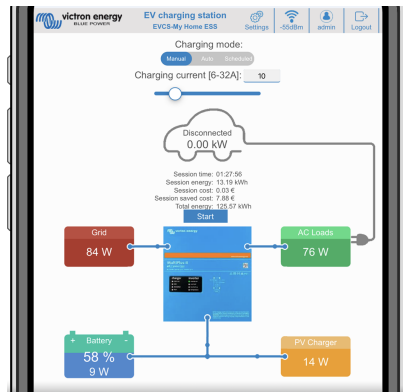 victron energy
BLUE POWER
EV charging station
EVCS-My Home ESS
Settings
-55dBm
admin
Logout
Charging mode:
Manual Auto Scheduled
Charging current [6-32A]: 10
Disconnected
0.00 kW
Session time: 01:27:56
Session energy: 13.19 kWh
Session cost: 0.03 €
Session saved cost: 7.88 €
Total energy: 125.57 kWh
Start
Grid
84 W
victron energy
AC Loads
76 W
+ Battery -
58 %
9 W
PV Charger
14 W